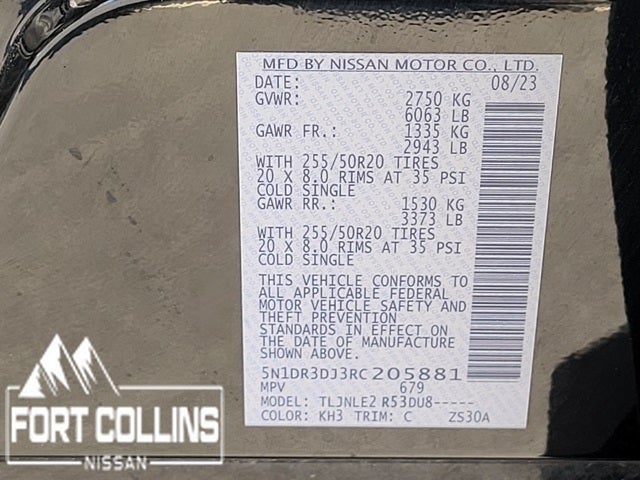 MFD BY NISSAN MOTOR CO., LTD.
DATE: 08/23
GVWR: 2750 KG
6063 LB
GAWR FR.: 1335 KG
2943 LB
WITH 255/50R20 TIRES
20 X 8.0 RIMS AT 35 PSI
COLD SINGLE
GAWR RR.: 1530 KG
3373 LB
WITH 255/50R20 TIRES
20 X 8.0 RIMS AT 35 PSI
COLD SINGLE
THIS VEHICLE CONFORMS TO
ALL APPLICABLE FEDERAL
MOTOR VEHICLE SAFETY AND
THEFT PREVENTION
STANDARDS IN EFFECT ON
THE DATE OF MANUFACTURE
SHOWN ABOVE.
5N1DR3DJ3RC205881
MPV 679
MODEL: TLJNLE2 R53DU8-----
COLOR: KH3 TRIM: C ZS30A
FORT COLLINS
NISSAN